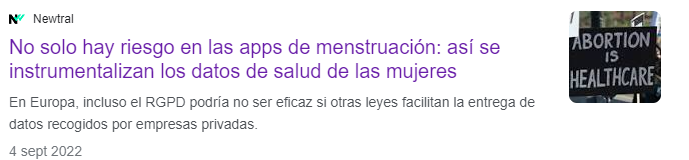 Newtral
No solo hay riesgo en las apps de menstruación: así se
instrumentalizan los datos de salud de las mujeres
En Europa, incluso el RGPD podría no ser eficaz si otras leyes facilitan la entrega de
datos recogidos por empresas privadas.
4 sept 2022
ABORTION
IS
HEALTHCARE